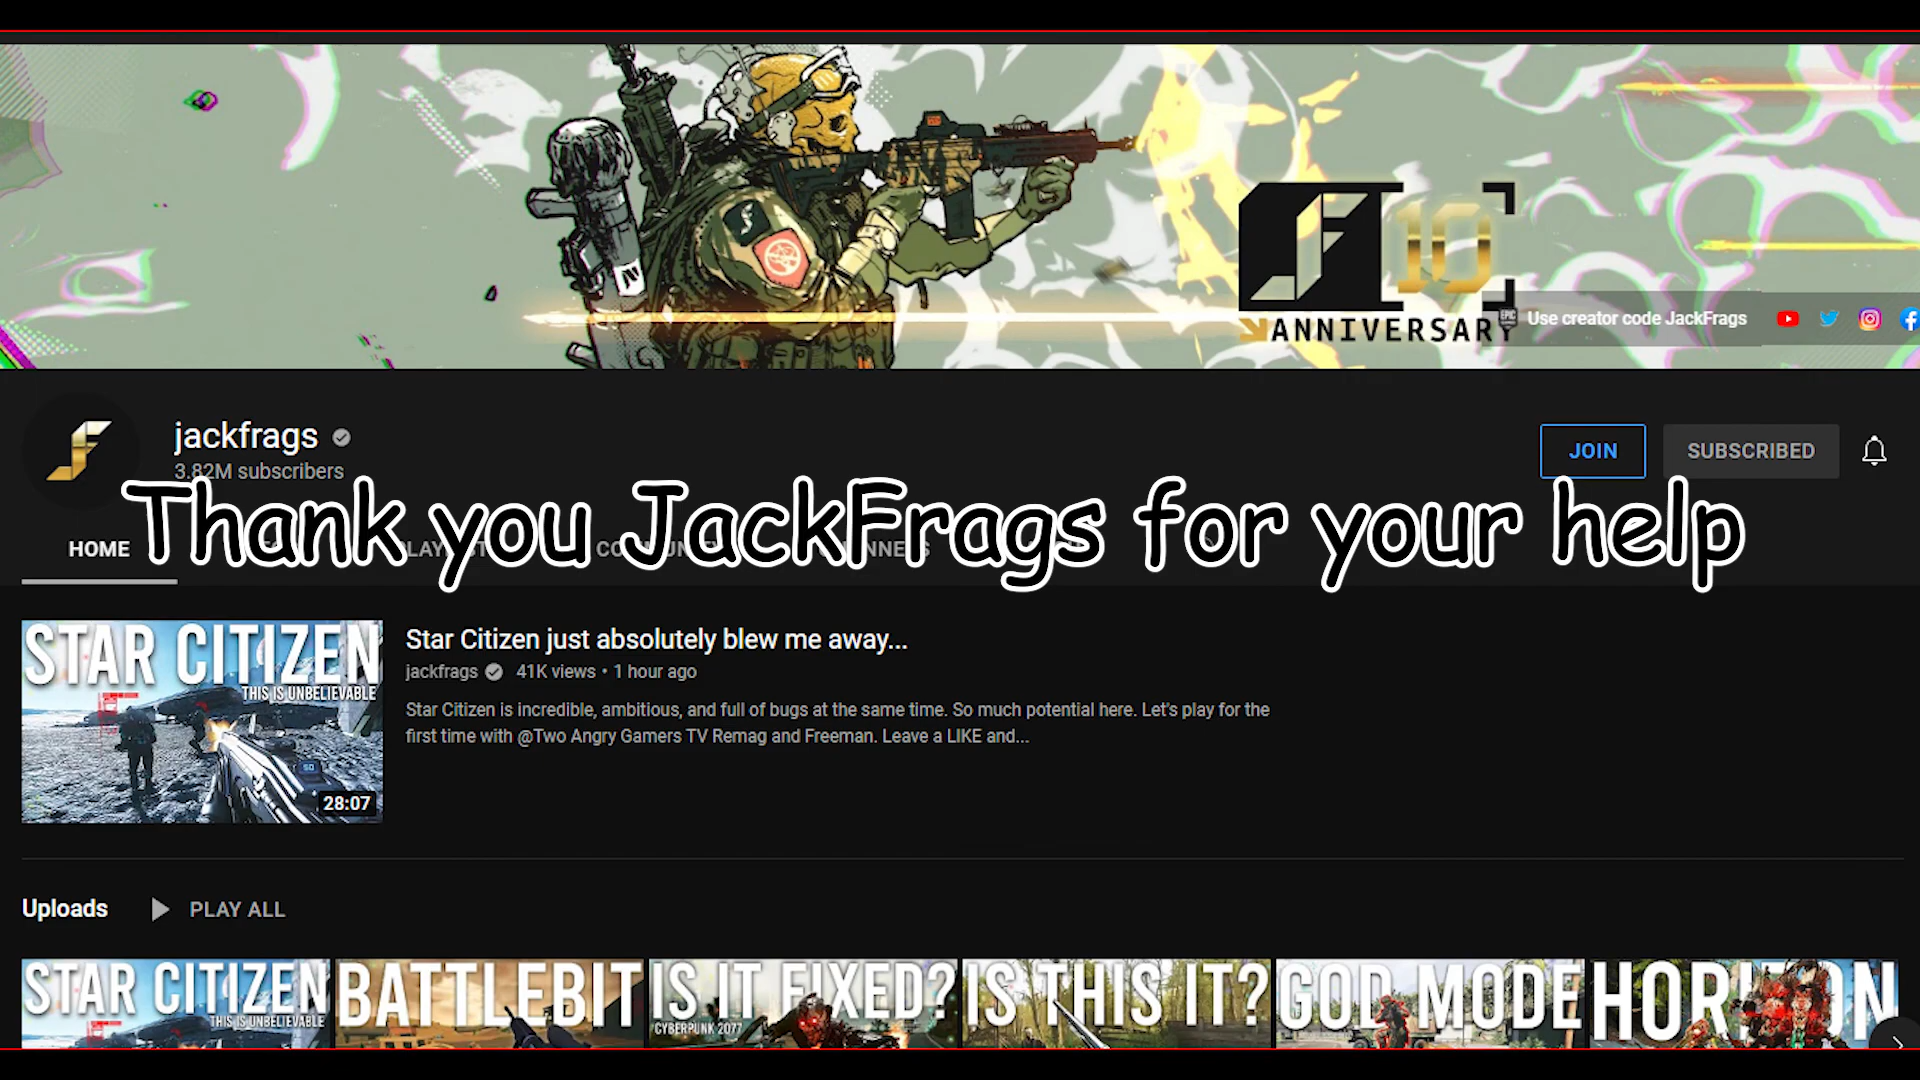 JF 10
ANNIVERSARY
EPIC
Use creator code JackFrags
jackfrags
3.82M subscribers
JOIN
SUBSCRIBED
Thank you JackFrags for your help
HOME
STAR CITIZEN
THIS IS UNBELIEVABLE
50
28:07
Star Citizen just absolutely blew me away...
jackfrags 41K views • 1 hour ago
Star Citizen is incredible, ambitious, and full of bugs at the same time. So much potential here. Let's play for the
first time with @Two Angry Gamers TV Remag and Freeman. Leave a LIKE and...
Uploads PLAY ALL
STAR CITIZEN
THIS IS UNBELIEVABLE
BATTLEBIT
IS IT FIXED?
CYBERPUNK 2077
IS THIS IT?
GOD MODE
HORIZON